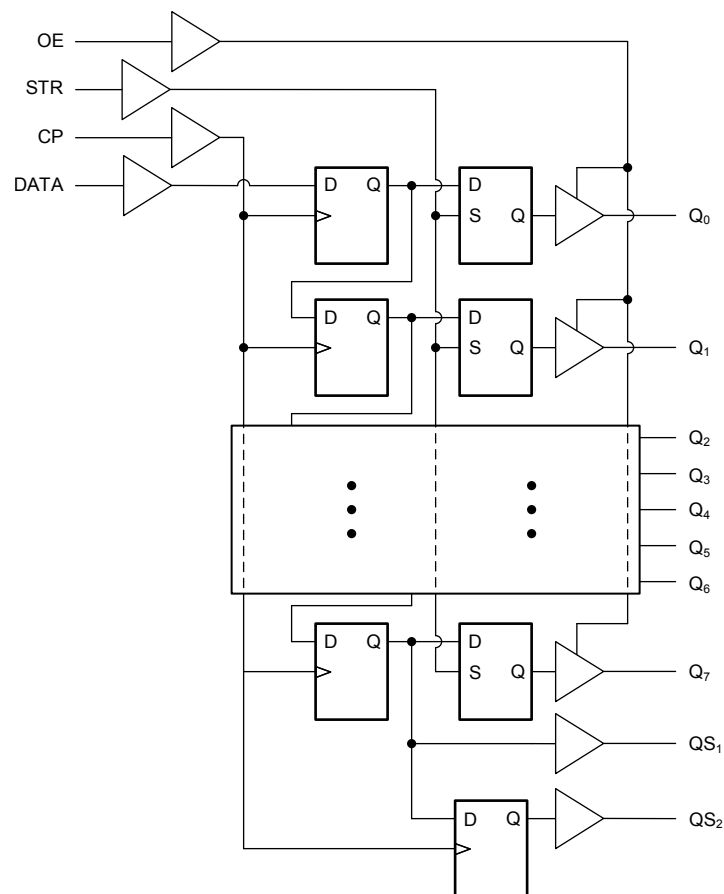 OE
STR
CP
DATA
D Q D
S Q
Q₀
D Q D
S Q
Q₁
Q₂
Q₃
Q₄
Q₅
Q₆
D Q D
S Q
Q₇
QS₁
D Q
QS₂